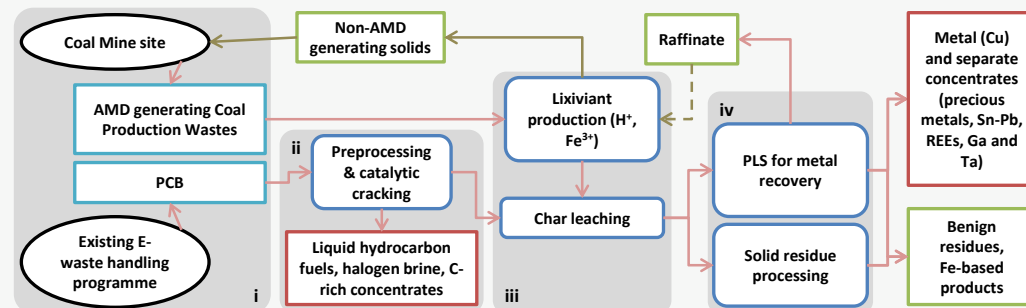 Coal Mine site
Non-AMD
generating solids
Raffinate
Metal (Cu)
and separate
concentrates
(precious
metals, Sn-Pb,
REEs, Ga and
Ta)
AMD generating Coal
Production Wastes
Lixiviant
production (H⁺,
Fe³⁺)
iv
ii
Preprocessing
& catalytic
cracking
PLS for metal
recovery
PCB
Char leaching
Existing E-
waste handling
programme
Liquid hydrocarbon
fuels, halogen brine, C-
rich concentrates
Solid residue
processing
Benign
residues,
Fe-based
products
i
iii